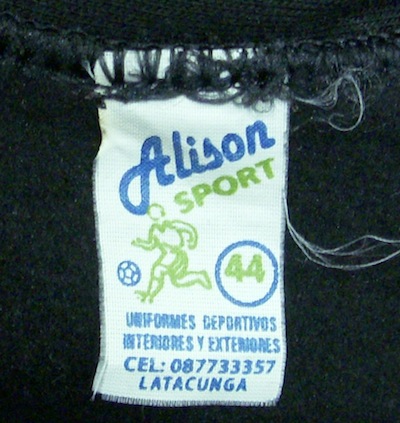 Alison
SPORT
44
UNIFORMES DEPORTIVOS
INTERIORES Y EXTERIORES
CEL: 087733357
LATACUNGA